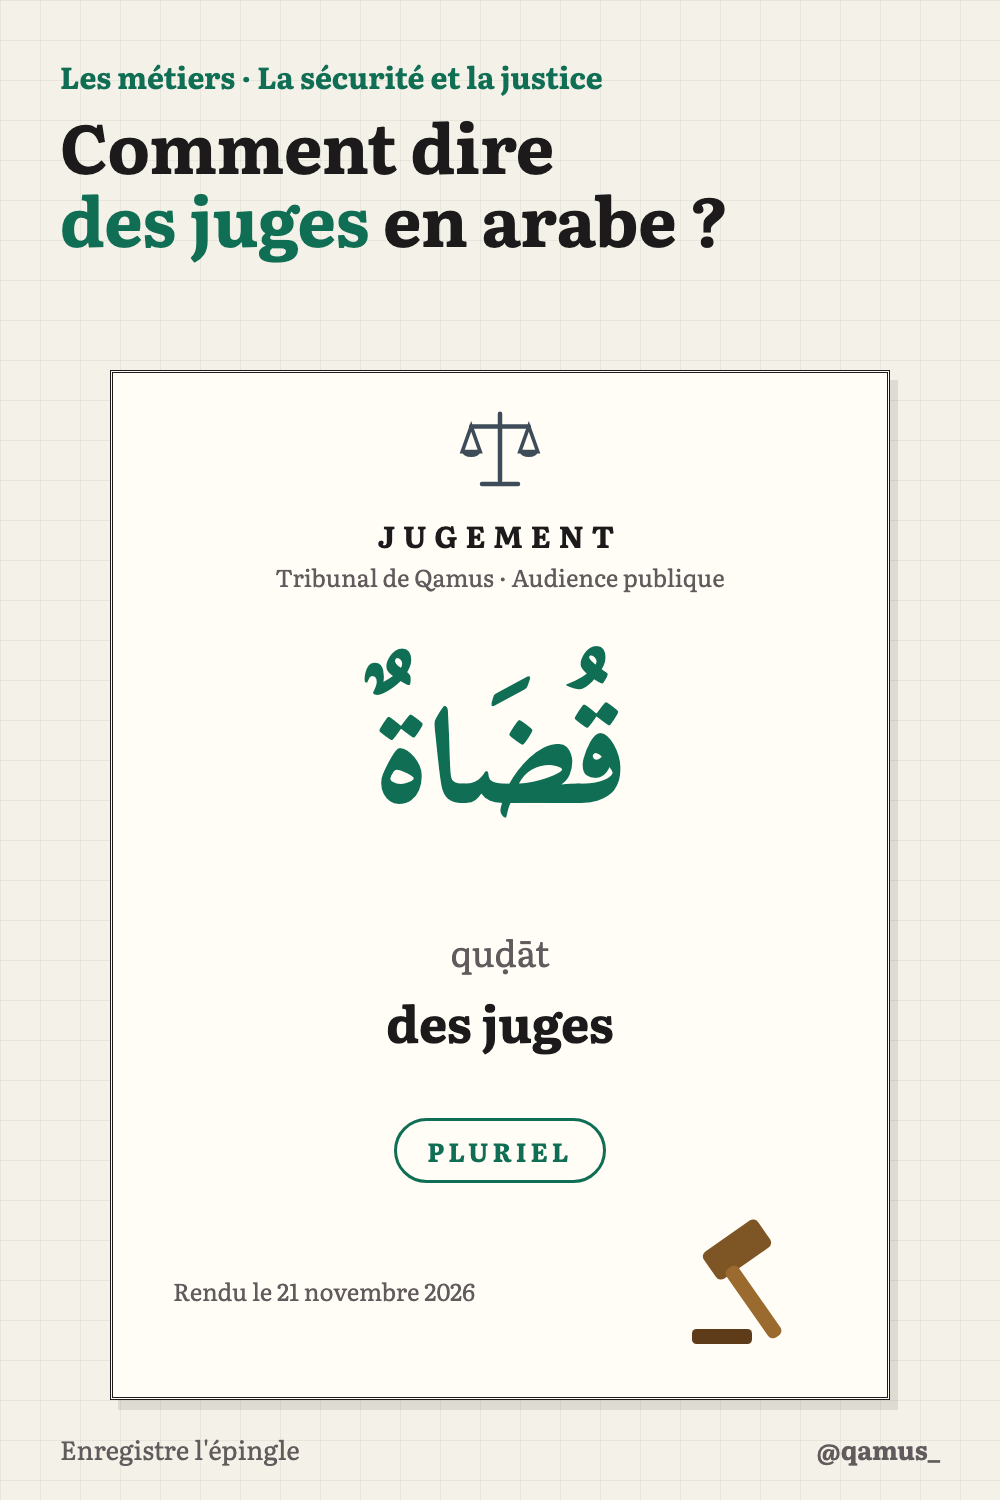 Les métiers · La sécurité et la justice
Comment dire
des juges en arabe ?
JUGEMENT
Tribunal de Qamus · Audience publique
قُضَاةٌ
quḍāt
des juges
PLURIEL
Rendu le 21 novembre 2026
Enregistre l'épingle
@qamus_